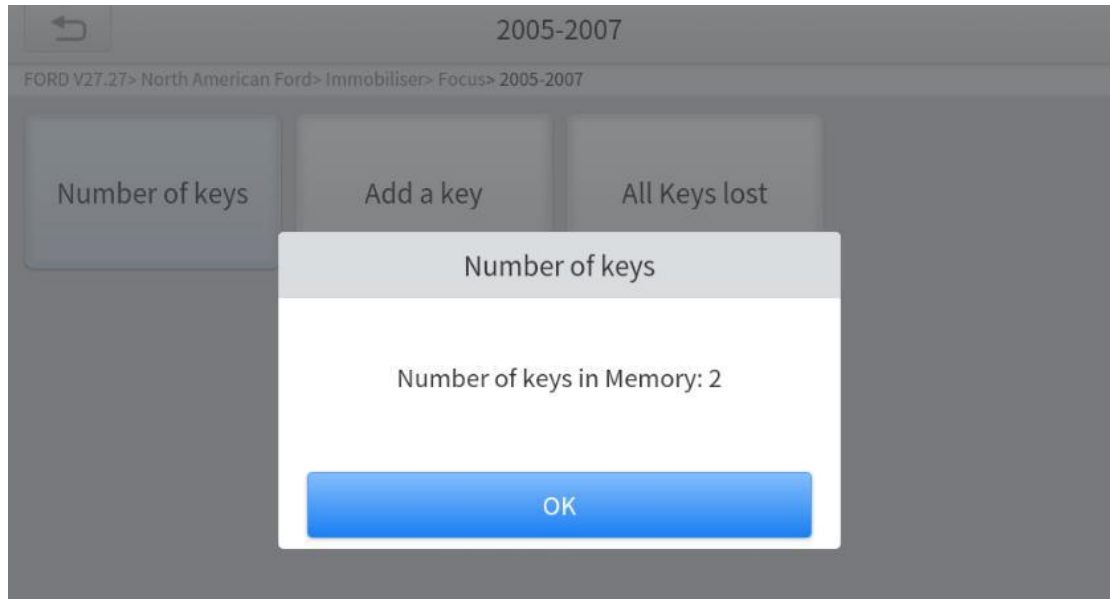 2005-2007
FORD V27.27> North American Ford> Immobiliser> Focus> 2005-2007
Number of keys
Add a key
All Keys lost
Number of keys
Number of keys in Memory: 2
OK